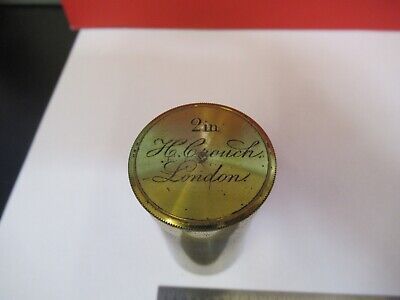 2in
H. Crouch.
London.